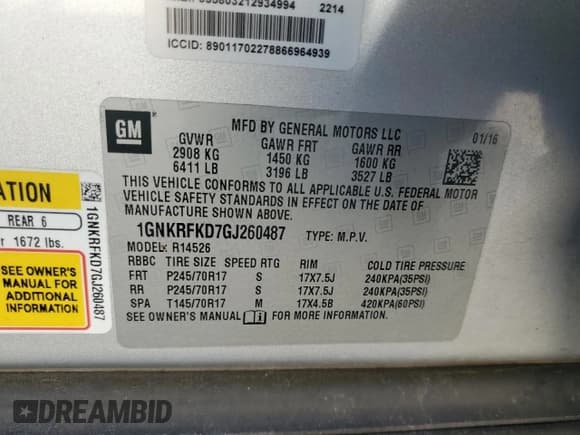 2214
ICCID: 89011702278866964939
GM
MFD BY GENERAL MOTORS LLC
01/16
GVWR GAWR FRT GAWR RR
2908 KG 1450 KG 1600 KG
6411 LB 3196 LB 3527 LB
THIS VEHICLE CONFORMS TO ALL APPLICABLE U.S. FEDERAL MOTOR
VEHICLE SAFETY STANDARDS IN EFFECT ON THE DATE OF MANUFACTURE
SHOWN ABOVE.
1GNKRFKD7GJ260487 TYPE: M.P.V.
MODEL: R14526
RBBC TIRE SIZE SPEED RTG RIM COLD TIRE PRESSURE
FRT P245/70R17 S 17X7.5J 240KPA(35PSI)
RR P245/70R17 S 17X7.5J 240KPA(35PSI)
SPA T145/70R17 M 17X4.5B 420KPA(60PSI)
SEE OWNER'S MANUAL FOR MORE INFORMATION.
REAR 6
1672 lbs.
SEE OWNER'S
MANUAL FOR
ADDITIONAL
INFORMATION
1GNKRFKD7GJ260487
DREAMBID